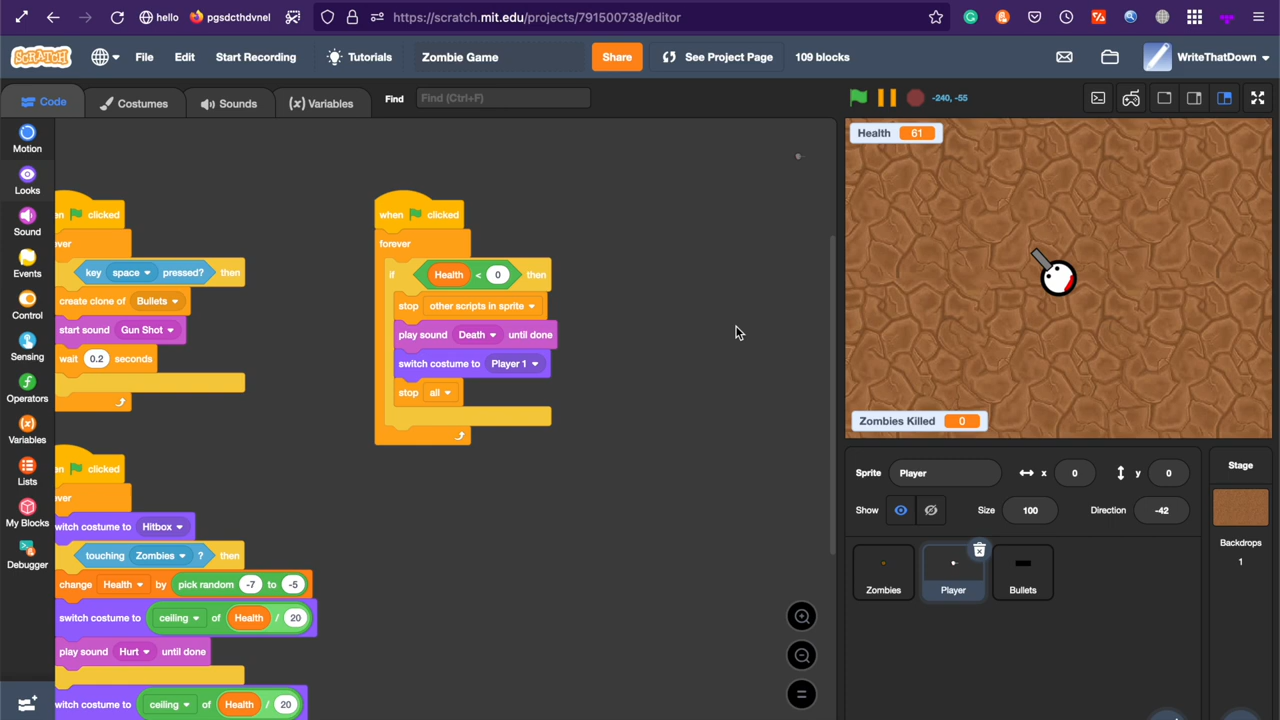 hello
pgsdcthdvnel
https://scratch.mit.edu/projects/791500738/editor
SCRATCH
File
Edit
Start Recording
Tutorials
Zombie Game
Share
See Project Page
109 blocks
WriteThatDown
Code
Costumes
Sounds
(x) Variables
Find
Find (Ctrl+F)
-240, -55
Motion
Looks
Sound
Events
Control
Sensing
Operators
Variables
Lists
My Blocks
Debugger
en clicked
ever
key space pressed? then
create clone of Bullets
start sound Gun Shot
wait 0.2 seconds
en clicked
ever
witch costume to Hitbox
touching Zombies ? then
change Health by pick random -7 to -5
switch costume to ceiling of Health / 20
play sound Hurt until done
witch costume to ceiling of Health / 20
when clicked
forever
if Health < 0 then
stop other scripts in sprite
play sound Death until done
switch costume to Player 1
stop all
Health 61
Zombies Killed 0
Sprite Player x 0 y 0
Show Size 100 Direction -42
Zombies
Player
Bullets
Stage
Backdrops
1